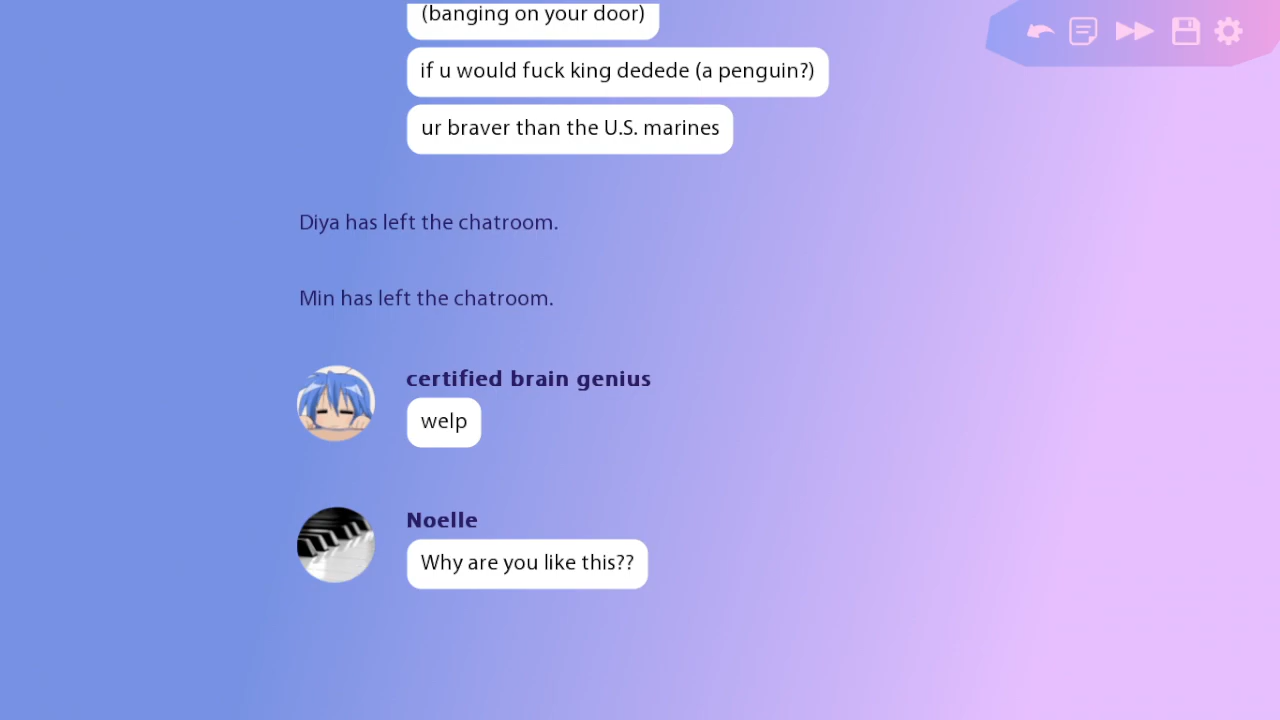 (banging on your door)
if u would fuck king dedede (a penguin?)
ur braver than the U.S. marines
Diya has left the chatroom.
Min has left the chatroom.
certified brain genius
welp
Noelle
Why are you like this??